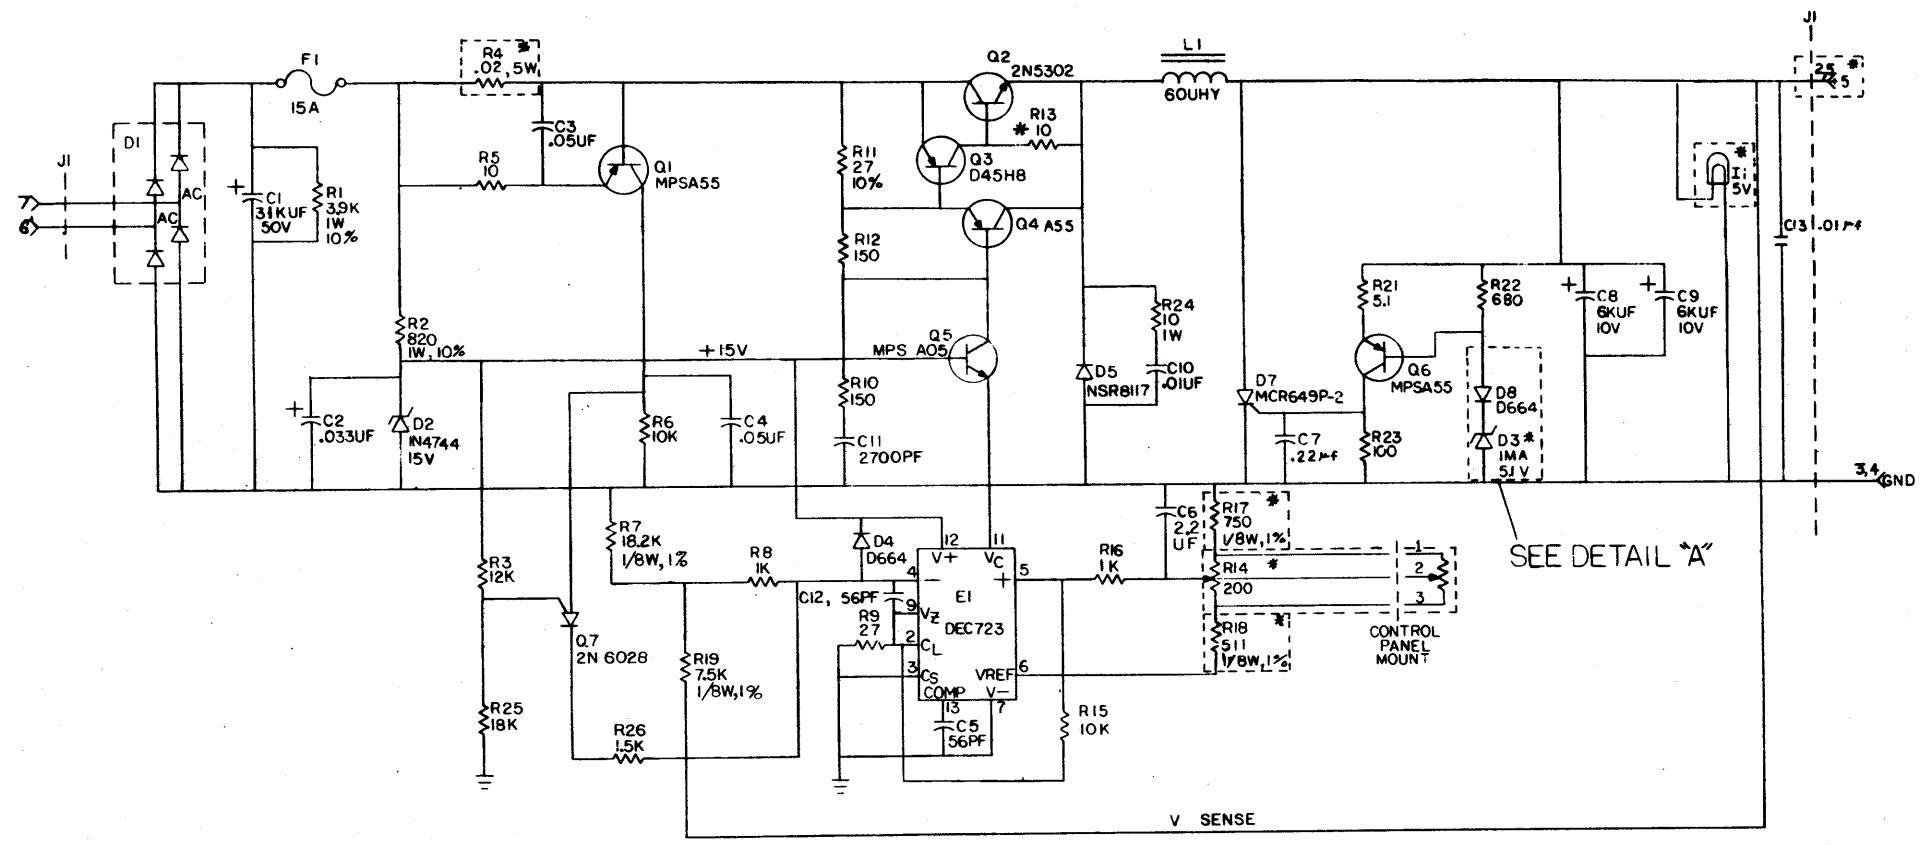 J1
F1
15A
R4 *
.02, 5W
Q2
2N5302
L1
60UHY
2,5 *
5
D1
J1
7
6
AC
AC
+
C1
31KUF
50V
R1
3.9K
1W
10%
R5
10
C3
.05UF
Q1
MPSA55
R11
27
10%
R13
* 10
Q3
D45H8
Q4 A55
R12
150
*
I1
5V
C13 .01µf
R2
820
1W, 10%
+15V
Q5
MPS A05
R24
10
1W
C10
.01UF
D5
NSR8117
R21
5.1
R22
680
+
C8
6KUF
10V
+
C9
6KUF
10V
Q6
MPSA55
D7
MCR649P-2
D8
D664
D3*
1MA
5.1V
+
C2
.033UF
D2
1N4744
15V
R6
10K
C4
.05UF
R10
150
C11
2700PF
C7
.22µf
R23
100
3,4
GND
R7
18.2K
1/8W, 1%
R8
1K
D4
D664
12
V+
11
VC
4
−
5
+
E1
DEC723
C12, 56PF
9
VZ
R9
27
2
CL
3
CS
VREF
6
COMP
V−
13
7
C5
56PF
R16
1K
C6
2.2
UF
R17 *
750
1/8W, 1%
R14 *
200
R18 *
511
1/8W, 1%
1
2
3
CONTROL
PANEL
MOUNT
SEE DETAIL "A"
R3
12K
Q7
2N 6028
R19
7.5K
1/8W, 1%
R25
18K
R26
1.5K
R15
10K
V SENSE